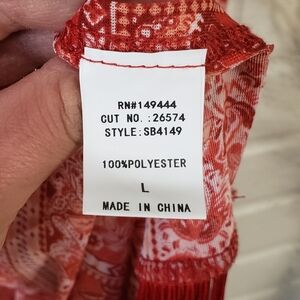 RN#149444
CUT NO.:26574
STYLE:SB4149
100%POLYESTER
L
MADE IN CHINA